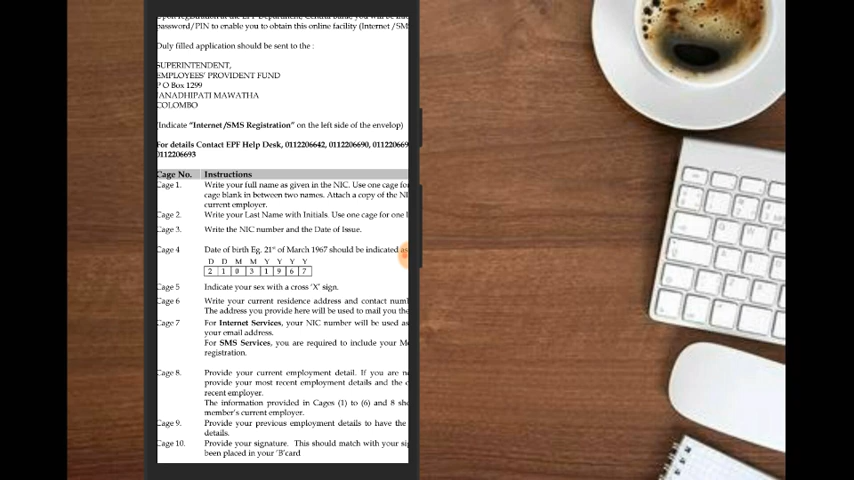 password/PIN to enable you to obtain this online facility (Internet /SM
Duly filled application should be sent to the :
SUPERINTENDENT,
EMPLOYEES' PROVIDENT FUND
P O Box 1299
JANADHIPATI MAWATHA
COLOMBO
(Indicate "Internet/SMS Registration" on the left side of the envelop)
For details Contact EPF Help Desk, 0112206642, 0112206690, 011220669
0112206693
Cage No. Instructions
Cage 1. Write your full name as given in the NIC. Use one cage for
cage blank in between two names. Attach a copy of the NI
current employer.
Cage 2. Write your Last Name with Initials. Use one cage for one l
Cage 3. Write the NIC number and the Date of Issue.
Cage 4 Date of birth Eg. 21st of March 1967 should be indicated as
D D M M Y Y Y Y
2 1 0 3 1 9 6 7
Cage 5 Indicate your sex with a cross 'X' sign.
Cage 6 Write your current residence address and contact num
The address you provide here will be used to mail you the
Cage 7 For Internet Services, your NIC number will be used as
your email address.
For SMS Services, you are required to include your M
registration.
Cage 8. Provide your current employment detail. If you are n
provide your most recent employment details and the
recent employer.
The information provided in Cages (1) to (6) and 8 sh
member's current employer.
Cage 9. Provide your previous employment details to have the
details.
Cage 10. Provide your signature. This should match with your si
been placed in your 'B'card